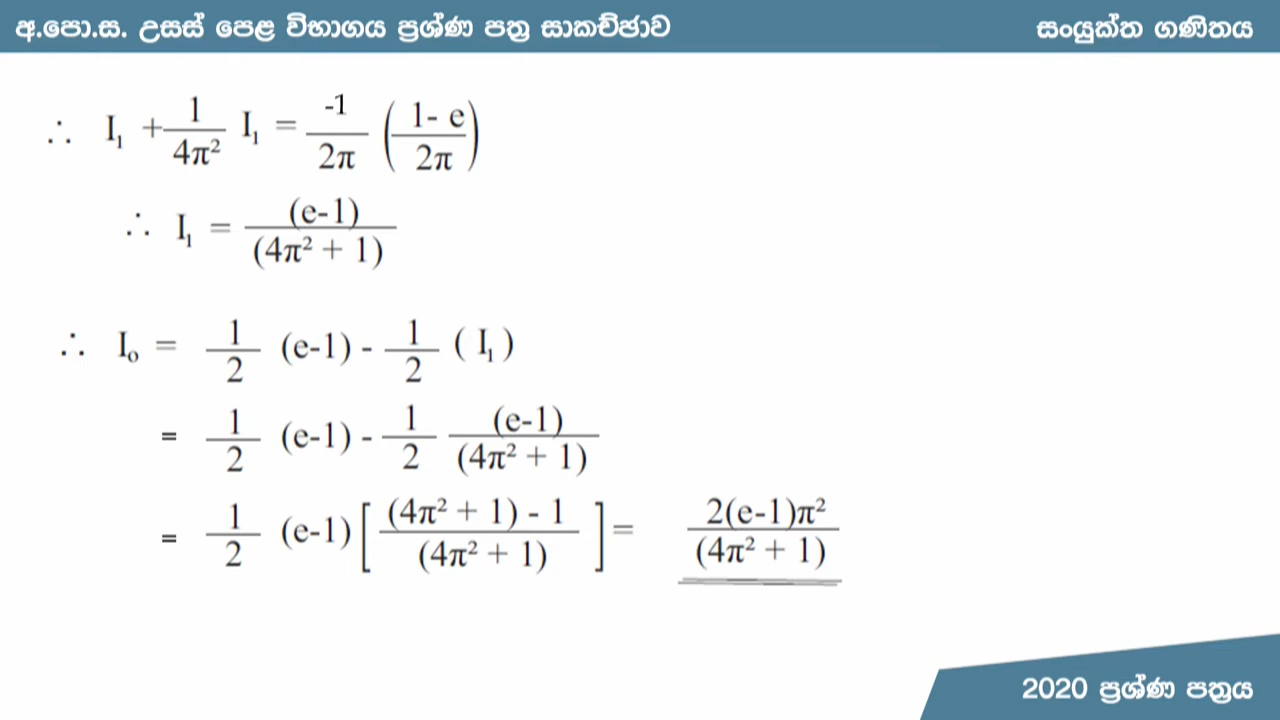 අ.පො.ස. උසස් පෙළ විභාගය ප්‍රශ්ණ පත්‍ර සාකච්ඡාව
සංයුක්ත ගණිතය
∴ I₁ + 1/4π² I₁ = -1/2π (1- e/2π)
∴ I₁ = (e-1)/(4π² + 1)
∴ I₀ = 1/2 (e-1) - 1/2 ( I₁ )
= 1/2 (e-1) - 1/2 (e-1)/(4π² + 1)
= 1/2 (e-1) [ (4π² + 1) - 1/(4π² + 1) ] = 2(e-1)π²/(4π² + 1)
2020 ප්‍රශ්ණ පත්‍රය